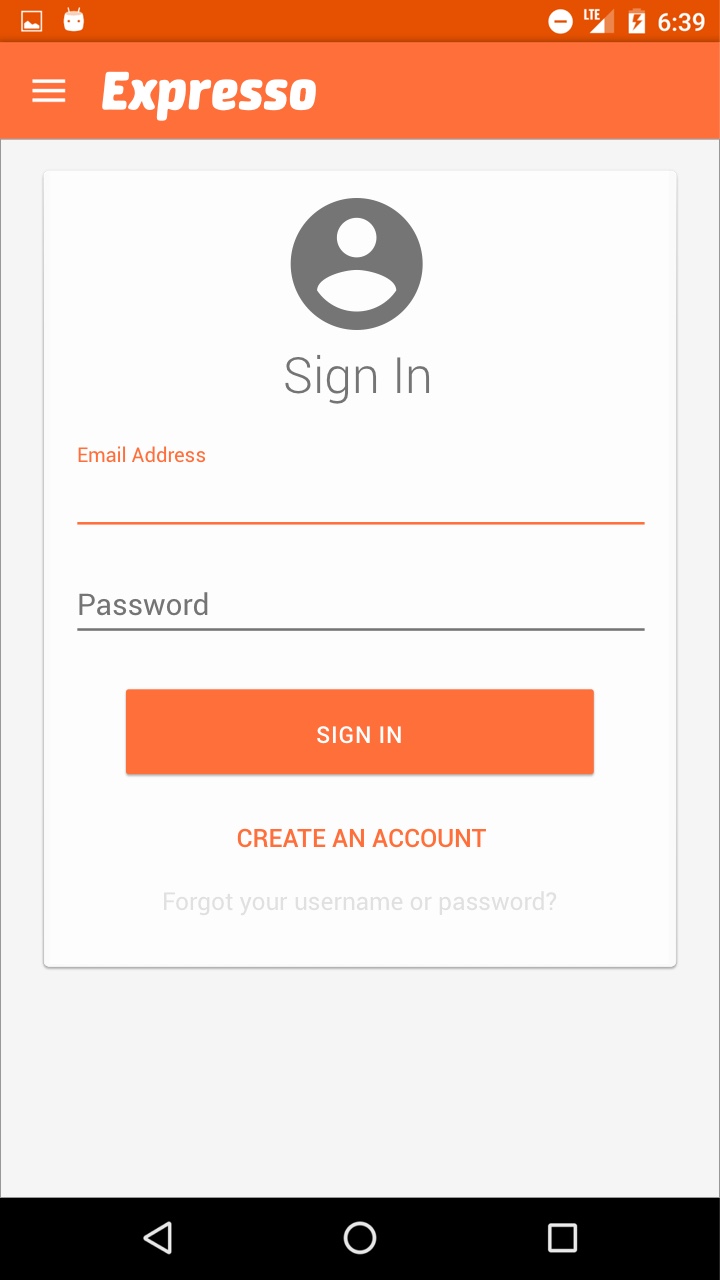 LTE 6:39
Expresso
Sign In
Email Address
Password
SIGN IN
CREATE AN ACCOUNT
Forgot your username or password?